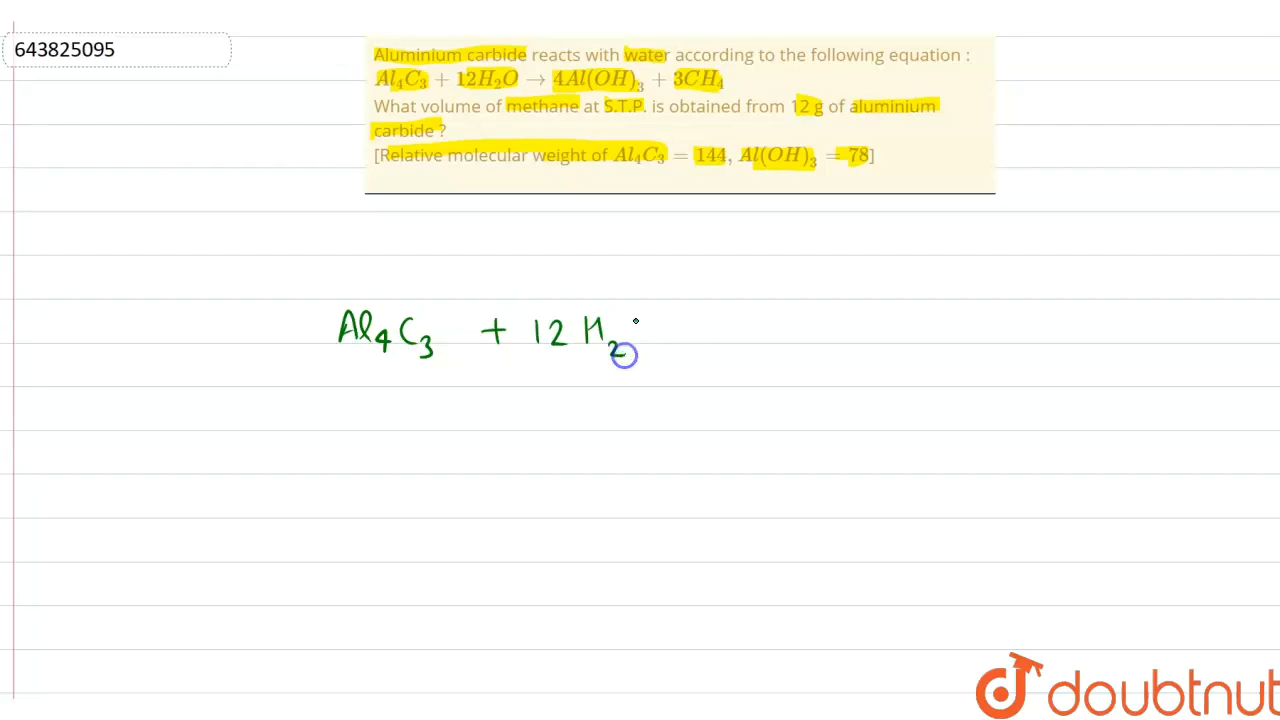 643825095
Aluminium carbide reacts with water according to the following equation :
Al₄C₃ + 12H₂O → 4Al(OH)₃ + 3CH₄
What volume of methane at S.T.P. is obtained from 12 g of aluminium
carbide ?
[Relative molecular weight of Al₄C₃ = 144, Al(OH)₃ = 78]
Al₄C₃ + 12 H₂
doubtnut